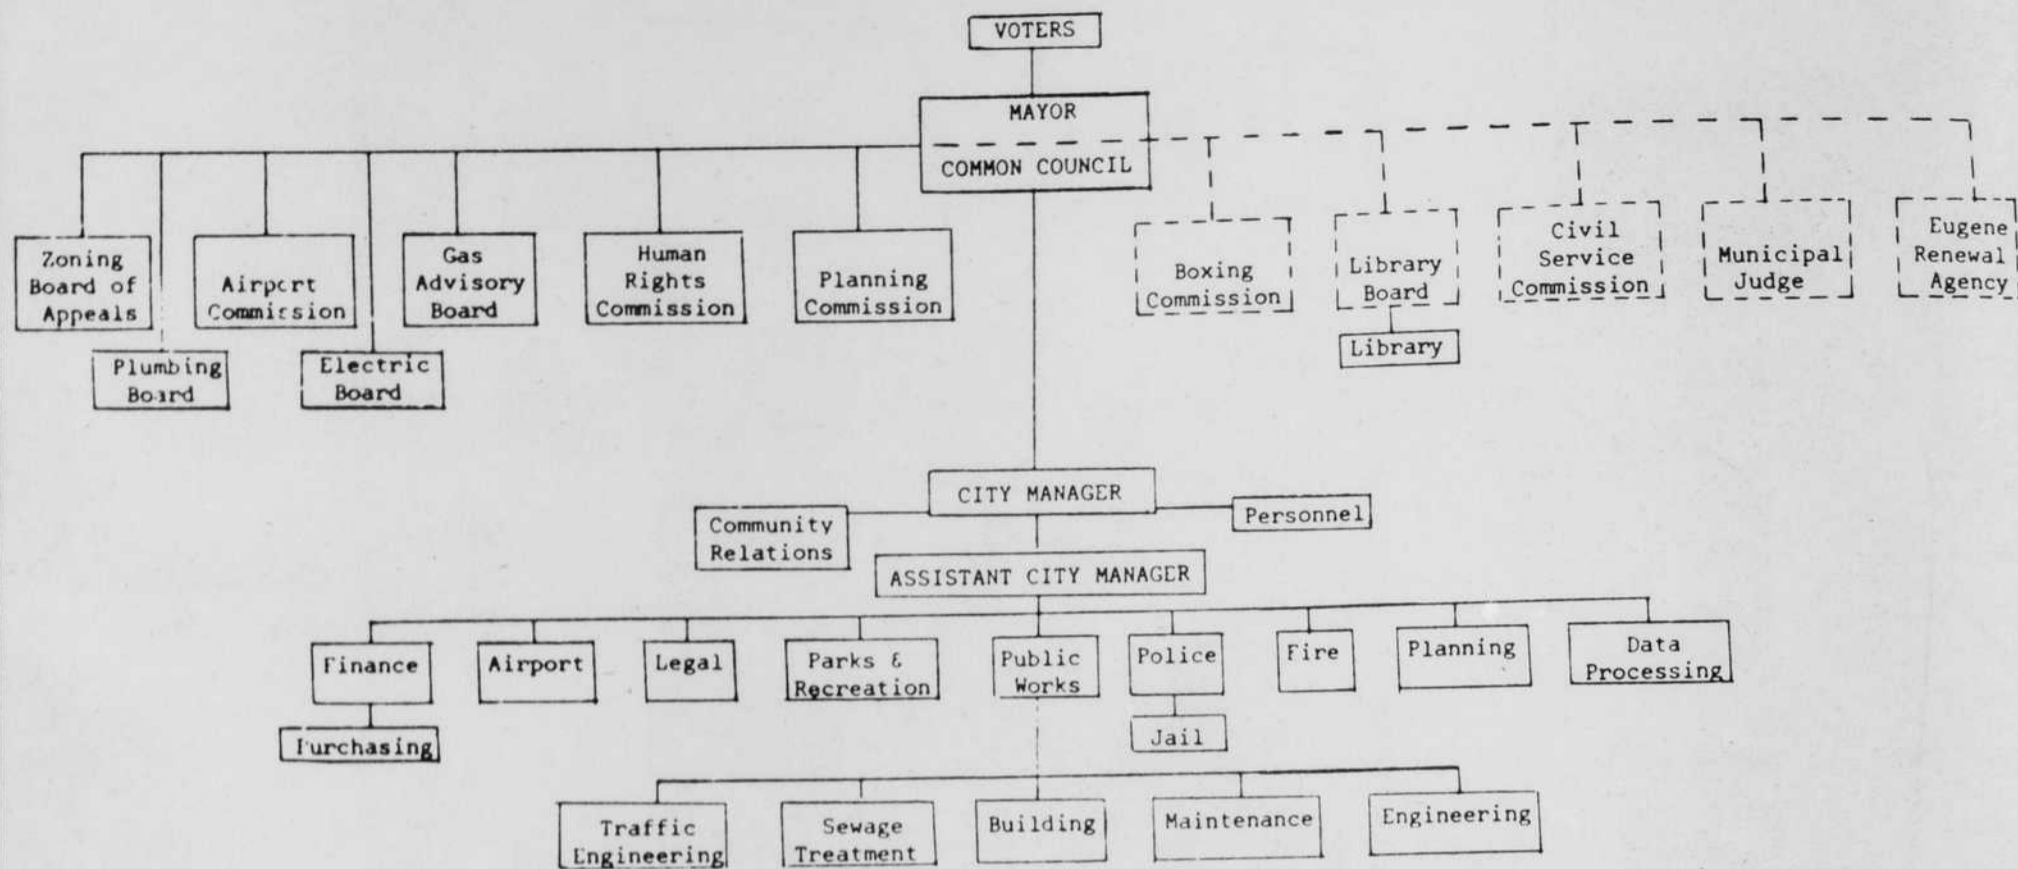 VOTERS
MAYOR
COMMON COUNCIL
Zoning
Board of
Appeals
Plumbing
Board
Airport
Commission
Electric
Board
Gas
Advisory
Board
Human
Rights
Commission
Planning
Commission
Boxing
Commission
Library
Board
Library
Civil
Service
Commission
Municipal
Judge
Eugene
Renewal
Agency
CITY MANAGER
Community
Relations
Personnel
ASSISTANT CITY MANAGER
Finance
Purchasing
Airport
Legal
Parks &
Recreation
Public
Works
Police
Jail
Fire
Planning
Data
Processing
Traffic
Engineering
Sewage
Treatment
Building
Maintenance
Engineering